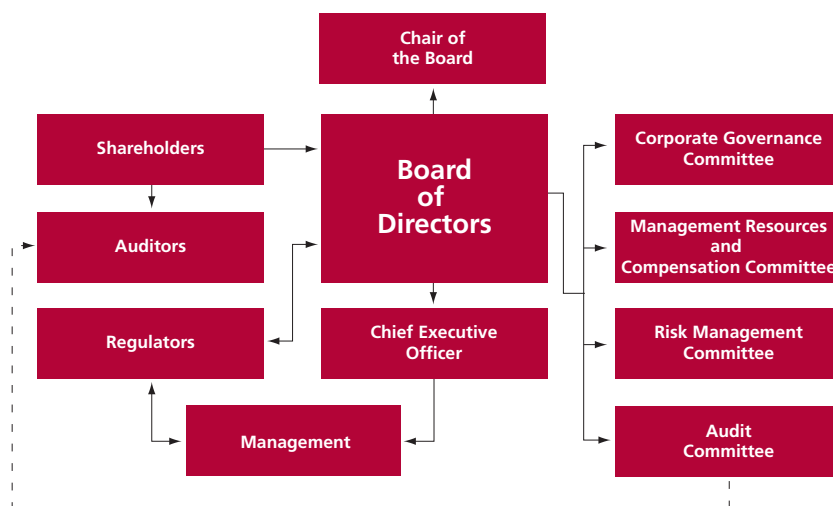 Chair of
the Board
Shareholders
Board
of
Directors
Corporate Governance
Committee
Auditors
Management Resources
and
Compensation Committee
Regulators
Chief Executive
Officer
Risk Management
Committee
Management
Audit
Committee